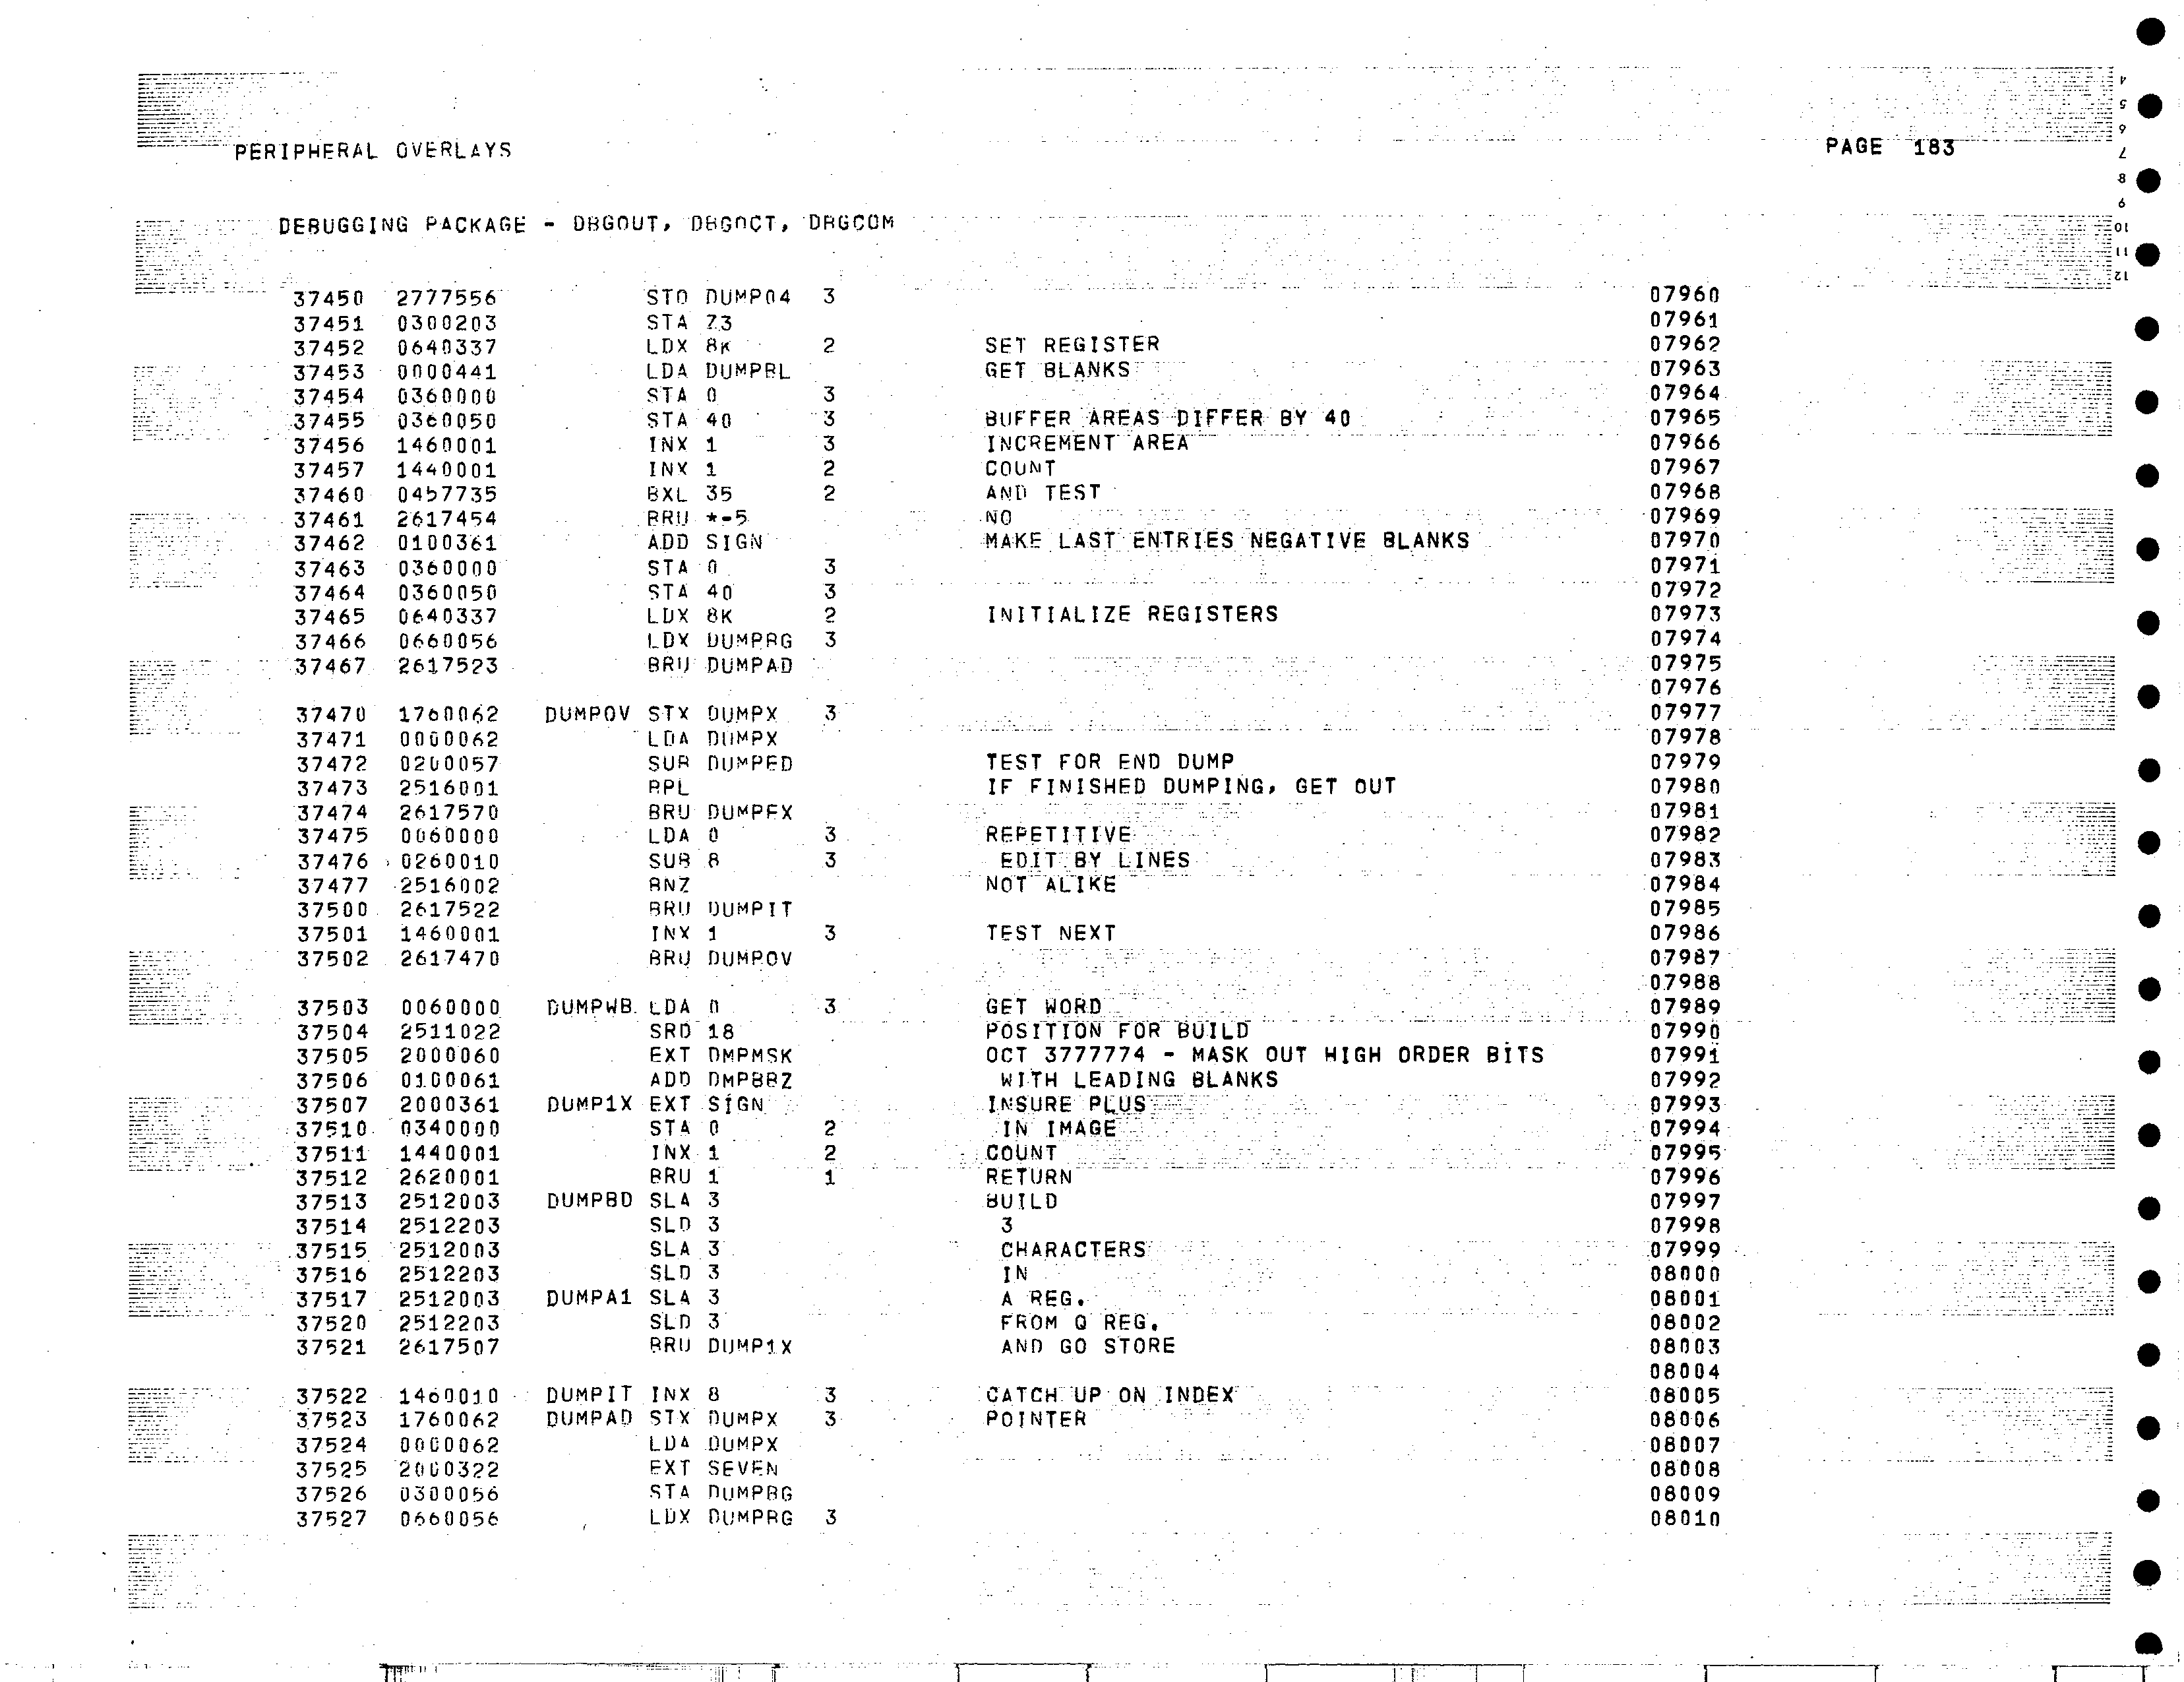 PERIPHERAL OVERLAYS PAGE 183
DEBUGGING PACKAGE - DBGOUT, DBGOCT, DBGCOM
37450 2777556 STO DUMP04 3 07960
37451 0300203 STA Z3 07961
37452 0640337 LDX 8K 2 SET REGISTER 07962
37453 0000441 LDA DUMPBL GET BLANKS 07963
37454 0360000 STA 0 3 07964
37455 0360050 STA 40 3 BUFFER AREAS DIFFER BY 40 07965
37456 1460001 INX 1 3 INCREMENT AREA 07966
37457 1440001 INX 1 2 COUNT 07967
37460 0457735 BXL 35 2 AND TEST 07968
37461 2617454 BRU *-5 NO 07969
37462 0100361 ADD SIGN MAKE LAST ENTRIES NEGATIVE BLANKS 07970
37463 0360000 STA 0 3 07971
37464 0360050 STA 40 3 07972
37465 0640337 LDX 8K 2 INITIALIZE REGISTERS 07973
37466 0660056 LDX DUMPBG 3 07974
37467 2617523 BRU DUMPAD 07975
07976
37470 1760062 DUMPOV STX DUMPX 3 07977
37471 0000062 LDA DUMPX 07978
37472 0200057 SUB DUMPED TEST FOR END DUMP 07979
37473 2516001 BPL IF FINISHED DUMPING, GET OUT 07980
37474 2617570 BRU DUMPEX 07981
37475 0060000 LDA 0 3 REPETITIVE 07982
37476 0260010 SUB 8 3 EDIT BY LINES 07983
37477 2516002 BNZ NOT ALIKE 07984
37500 2617522 BRU DUMPIT 07985
37501 1460001 INX 1 3 TEST NEXT 07986
37502 2617470 BRU DUMPOV 07987
07988
37503 0060000 DUMPWB LDA 0 3 GET WORD 07989
37504 2511022 SRD 18 POSITION FOR BUILD 07990
37505 2000060 EXT DMPMSK OCT 3777774 - MASK OUT HIGH ORDER BITS 07991
37506 0100061 ADD DMPBBZ WITH LEADING BLANKS 07992
37507 2000361 DUMP1X EXT SIGN INSURE PLUS 07993
37510 0340000 STA 0 2 IN IMAGE 07994
37511 1440001 INX 1 2 COUNT 07995
37512 2620001 BRU 1 1 RETURN 07996
37513 2512003 DUMPBD SLA 3 BUILD 07997
37514 2512203 SLD 3 3 07998
37515 2512003 SLA 3 CHARACTERS 07999
37516 2512203 SLD 3 IN 08000
37517 2512003 DUMPA1 SLA 3 A REG. 08001
37520 2512203 SLD 3 FROM Q REG. 08002
37521 2617507 BRU DUMP1X AND GO STORE 08003
08004
37522 1460010 DUMPIT INX 8 3 CATCH UP ON INDEX 08005
37523 1760062 DUMPAD STX DUMPX 3 POINTER 08006
37524 0000062 LDA DUMPX 08007
37525 2000322 EXT SEVEN 08008
37526 0300056 STA DUMPBG 08009
37527 0660056 LDX DUMPBG 3 08010
4
5
6
7
8
9
10
11
12